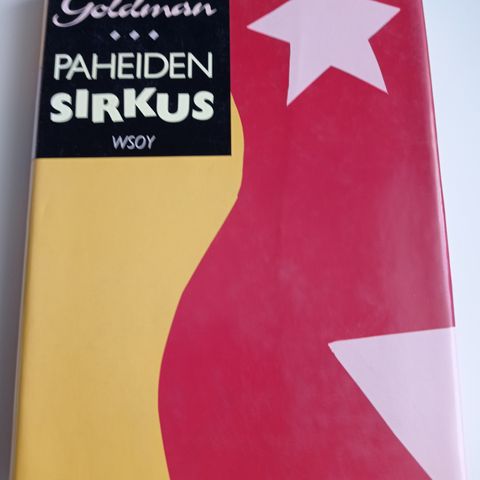 Goldman
PAHEIDEN
SIRKUS
WSOY